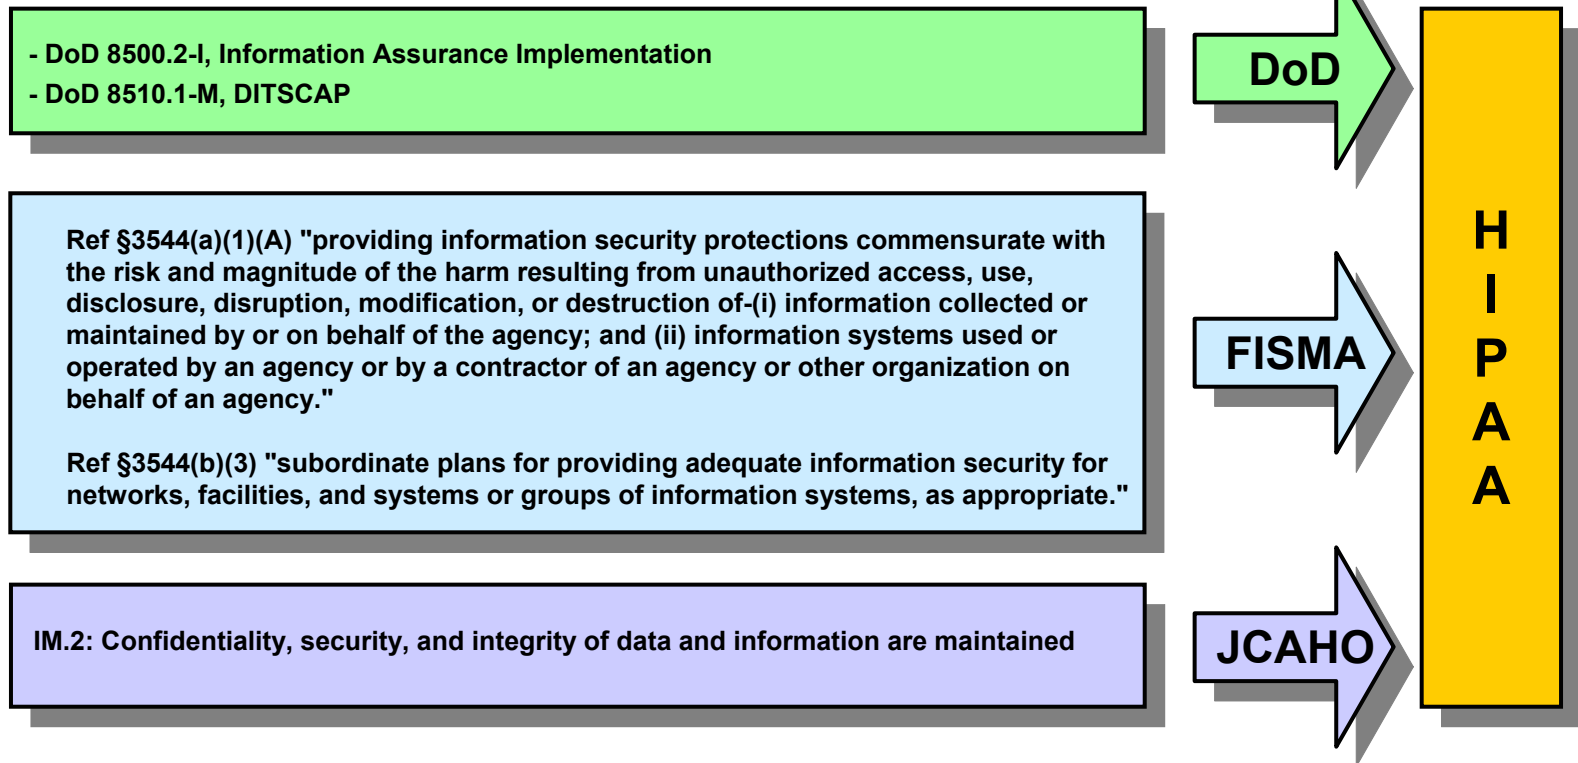 - DoD 8500.2-I, Information Assurance Implementation
- DoD 8510.1-M, DITSCAP
DoD
Ref §3544(a)(1)(A) "providing information security protections commensurate with
the risk and magnitude of the harm resulting from unauthorized access, use,
disclosure, disruption, modification, or destruction of-(i) information collected or
maintained by or on behalf of the agency; and (ii) information systems used or
operated by an agency or by a contractor of an agency or other organization on
behalf of an agency."
Ref §3544(b)(3) "subordinate plans for providing adequate information security for
networks, facilities, and systems or groups of information systems, as appropriate."
FISMA
IM.2: Confidentiality, security, and integrity of data and information are maintained
JCAHO
H
I
P
A
A